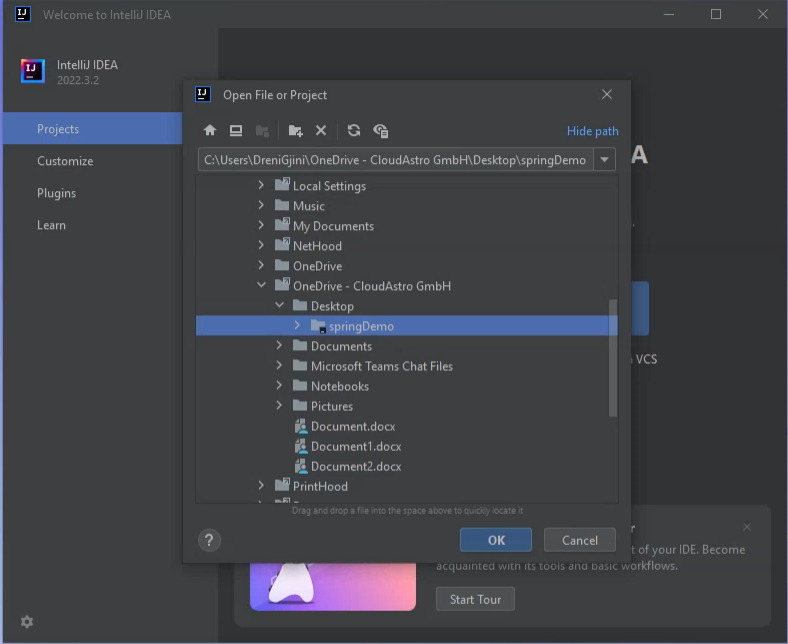 Welcome to IntelliJ IDEA
IntelliJ IDEA
2022.3.2
Projects
Customize
Plugins
Learn
Open File or Project
Hide path
C:\Users\DreniGjini\OneDrive - CloudAstro GmbH\Desktop\springDemo
Local Settings
Music
My Documents
NetHood
OneDrive
OneDrive - CloudAstro GmbH
Desktop
springDemo
Documents
Microsoft Teams Chat Files
Notebooks
Pictures
Document.docx
Document1.docx
Document2.docx
PrintHood
Drag and drop a file into the space above to quickly locate it
?
OK
Cancel
A
VCS
r
t of your IDE. Become
acquainted with its tools and basic workflows.
Start Tour